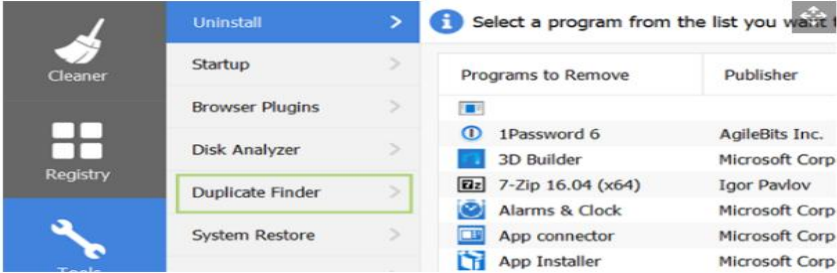 Cleaner
Registry
Tools
Uninstall
Startup
Browser Plugins
Disk Analyzer
Duplicate Finder
System Restore
Select a program from the list you want
Programs to Remove Publisher
1Password 6 AgileBits Inc.
3D Builder Microsoft Corp
7-Zip 16.04 (x64) Igor Pavlov
Alarms & Clock Microsoft Corp
App connector Microsoft Corp
App Installer Microsoft Corp